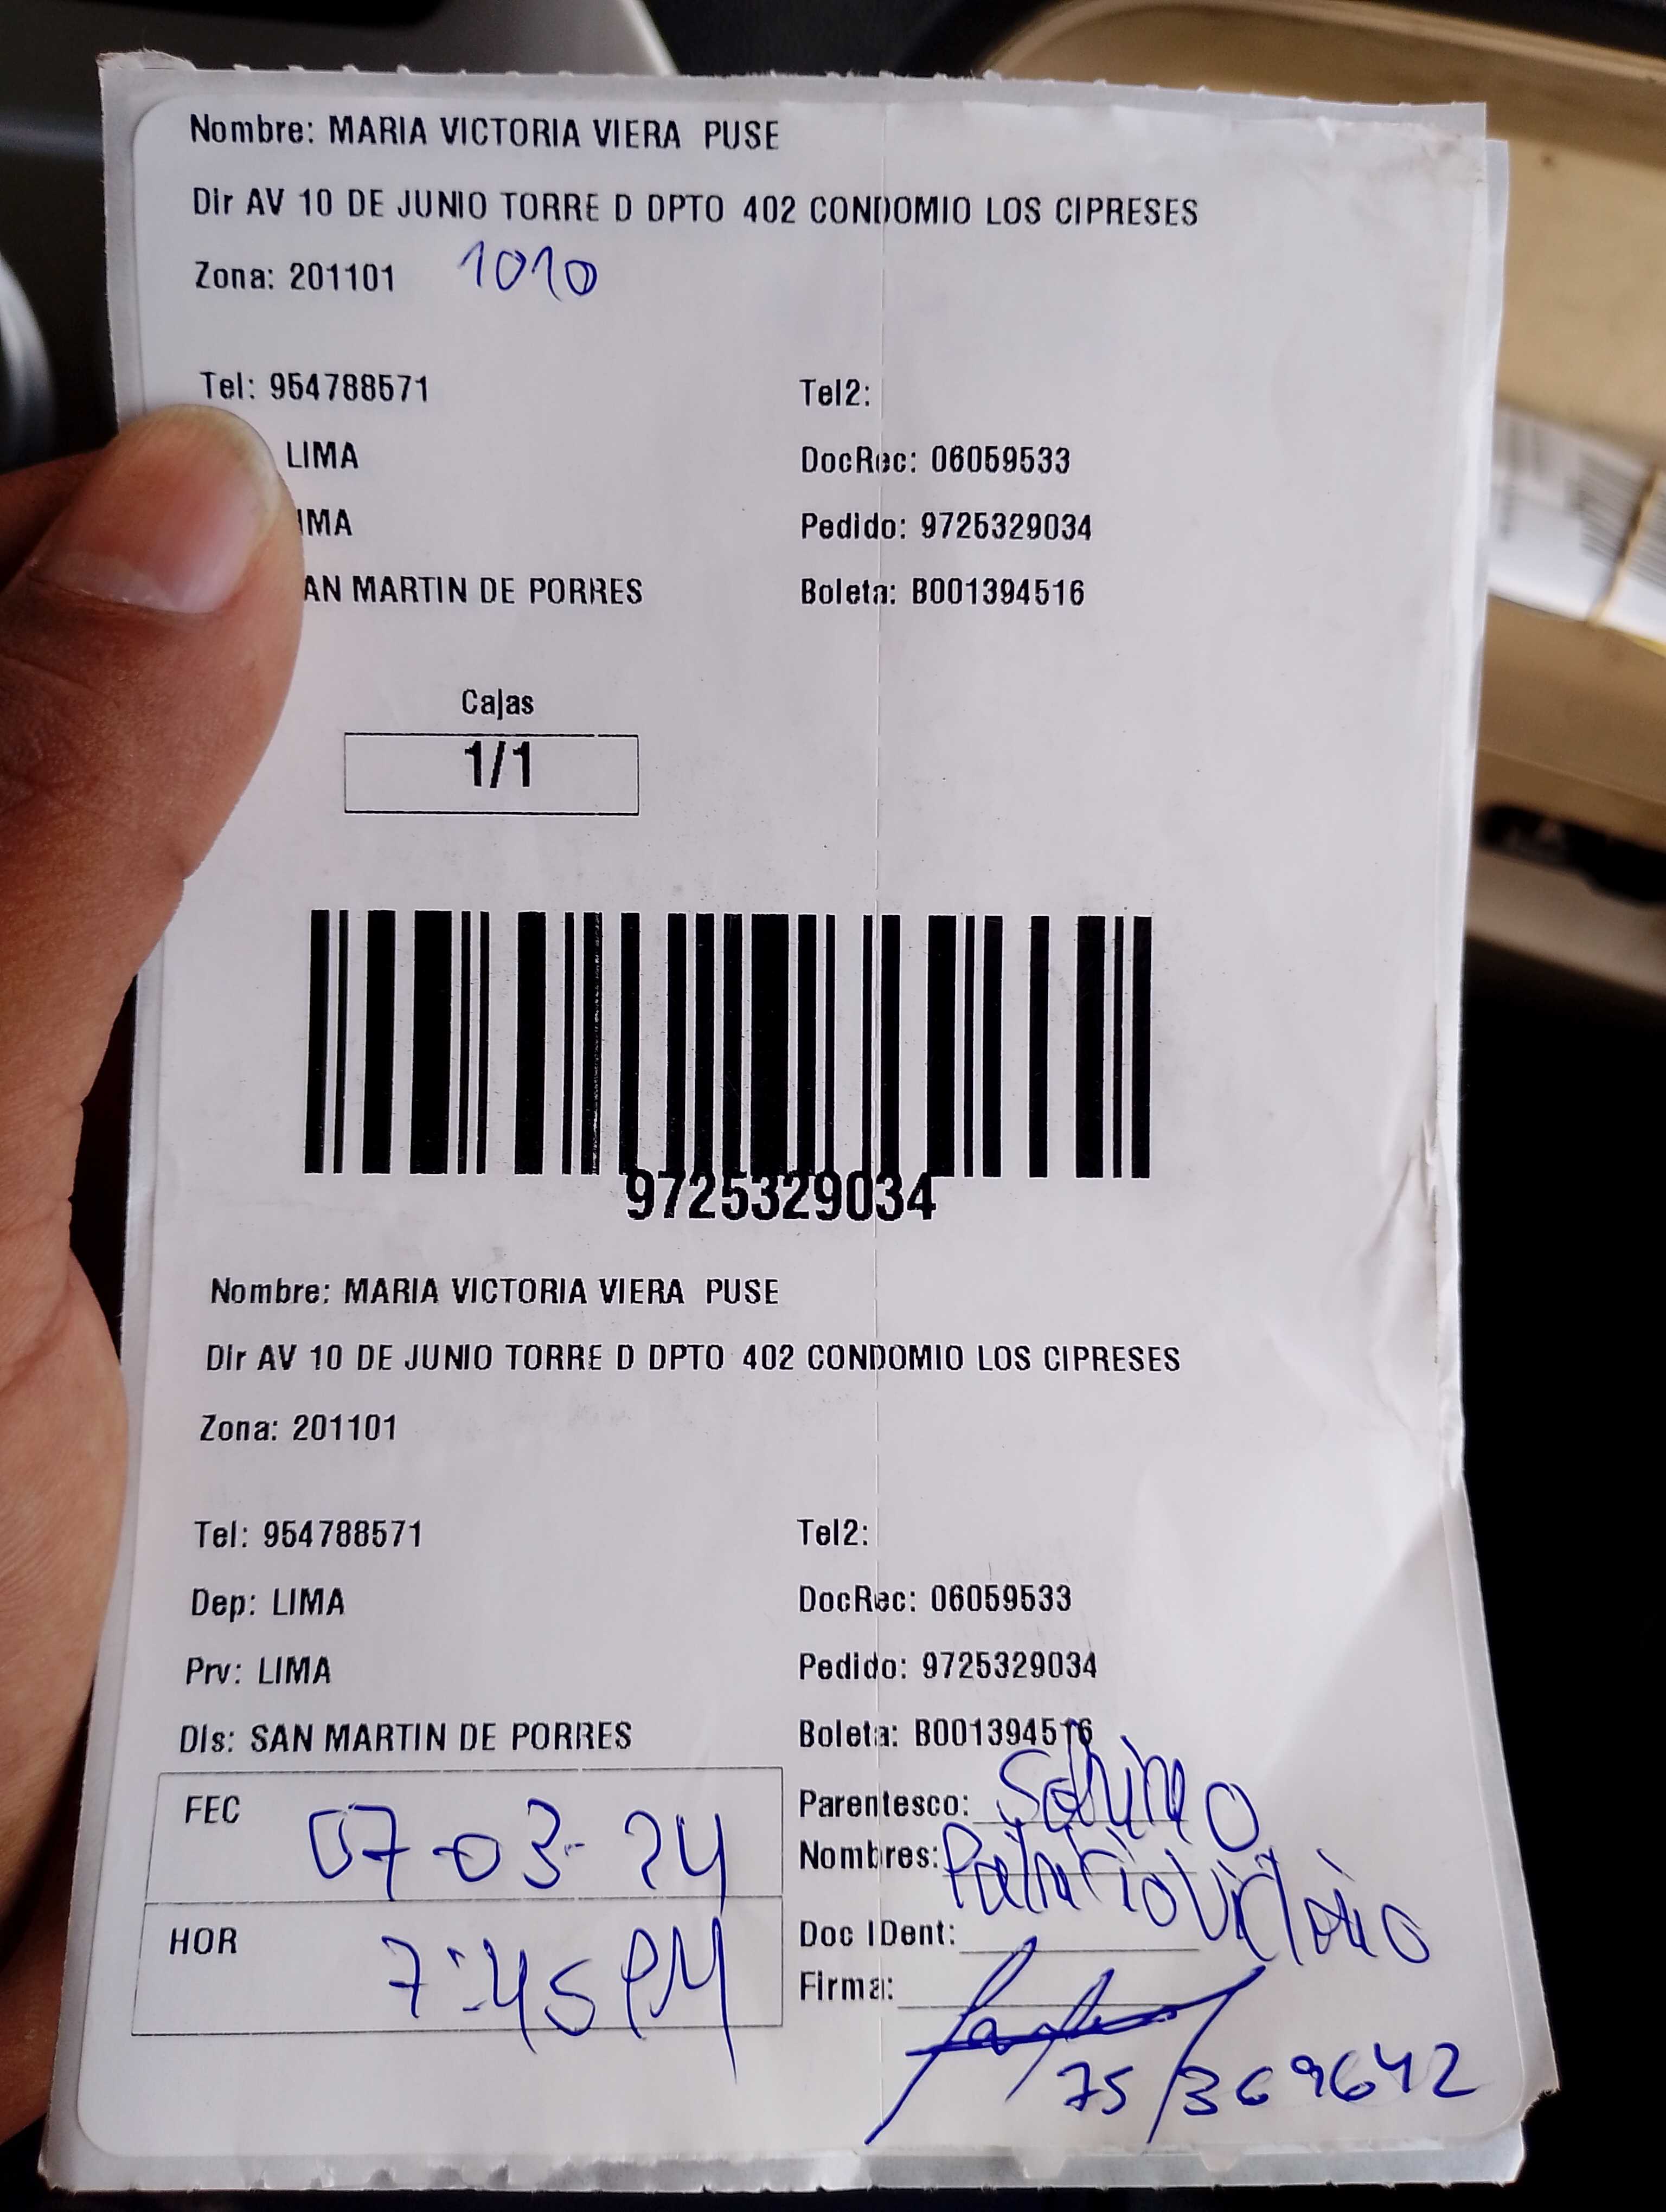 Nombre: MARIA VICTORIA VIERA PUSE
Dir AV 10 DE JUNIO TORRE D DPTO 402 CONDOMIO LOS CIPRESES
Zona: 201101 1010
Tel: 954788571 Tel2:
LIMA DocRec: 06059533
IMA Pedido: 9725329034
AN MARTIN DE PORRES Boleta: B001394516
Cajas
1/1
9725329034
Nombre: MARIA VICTORIA VIERA PUSE
Dir AV 10 DE JUNIO TORRE D DPTO 402 CONDOMIO LOS CIPRESES
Zona: 201101
Tel: 954788571 Tel2:
Dep: LIMA DocRec: 06059533
Prv: LIMA Pedido: 9725329034
Dis: SAN MARTIN DE PORRES Boleta: B001394516
FEC 07-03-24 Parentesco:
Nombres:
HOR 7:45 PM Doc IDent:
Firma:
75369642